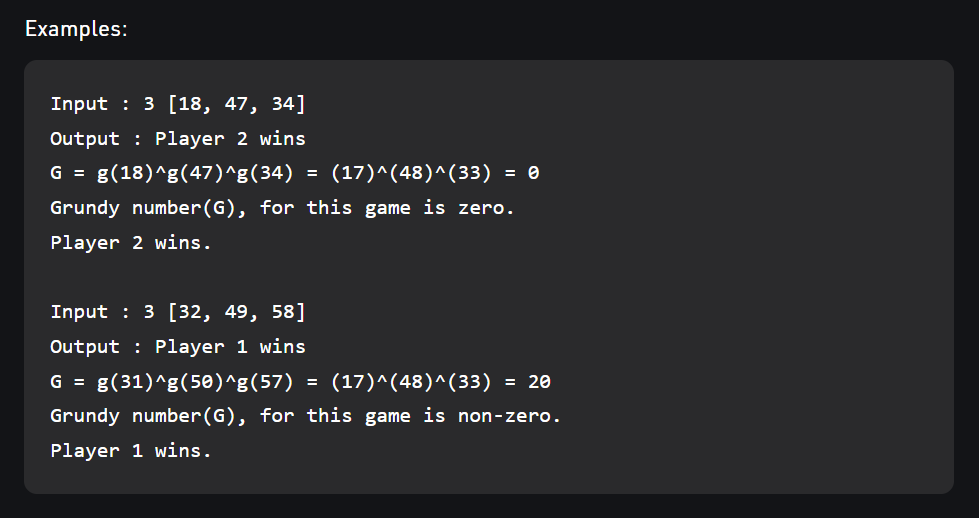 Examples:
Input : 3 [18, 47, 34]
Output : Player 2 wins
G = g(18)^g(47)^g(34) = (17)^(48)^(33) = 0
Grundy number(G), for this game is zero.
Player 2 wins.
Input : 3 [32, 49, 58]
Output : Player 1 wins
G = g(31)^g(50)^g(57) = (17)^(48)^(33) = 20
Grundy number(G), for this game is non-zero.
Player 1 wins.